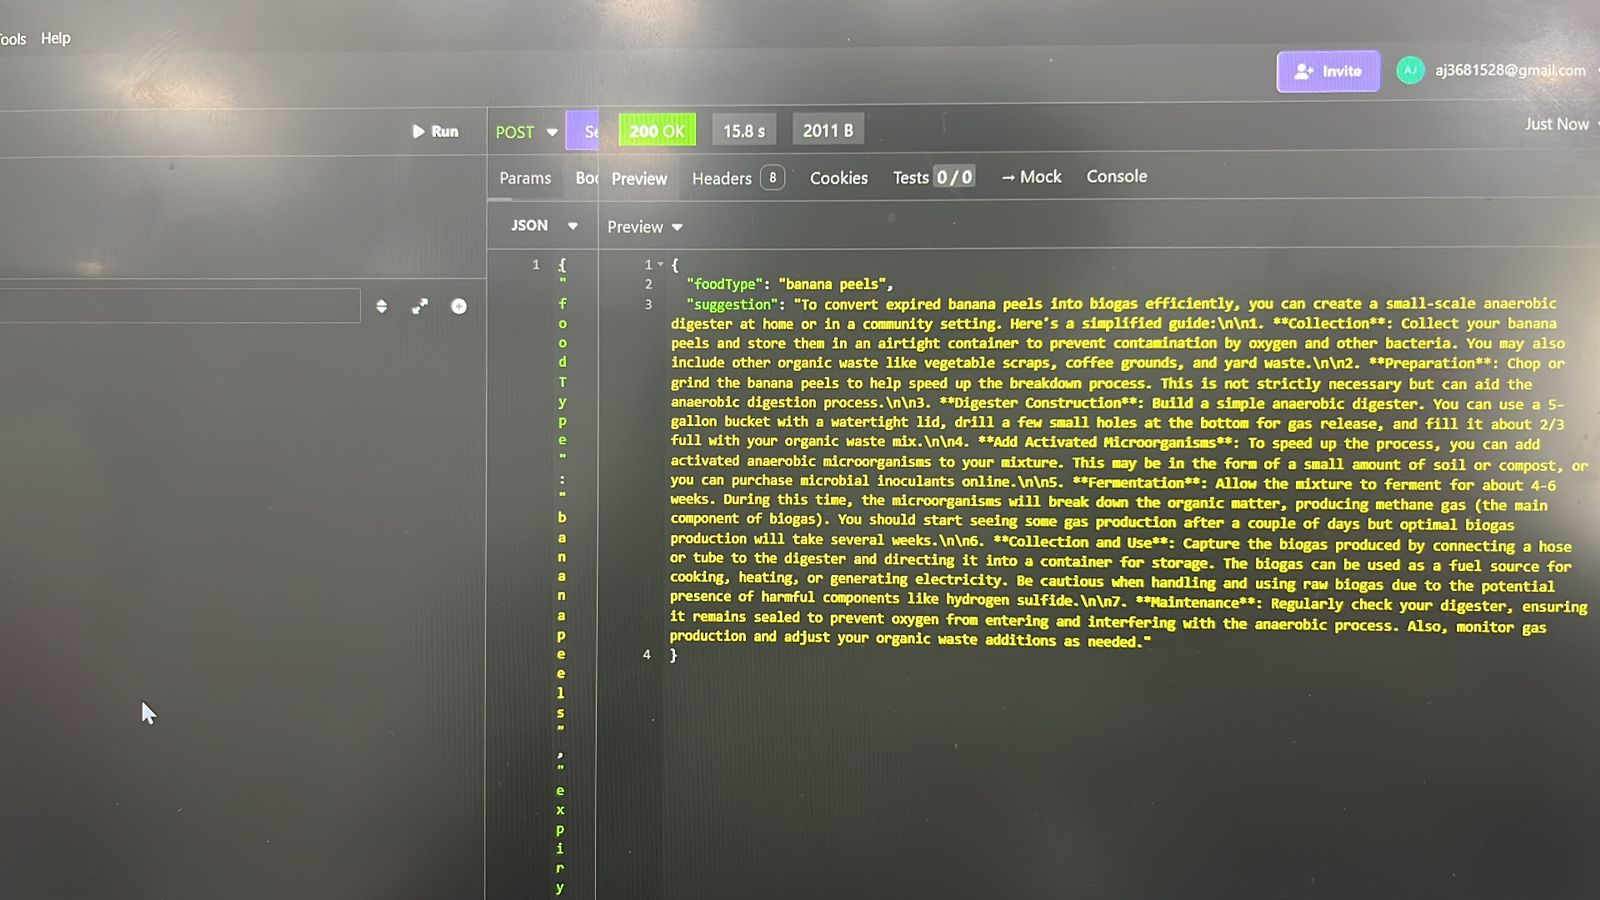 Tools Help
Invite AJ aj3681528@gmail.com
Run POST 200 OK 15.8 s 2011 B Just Now
Params Preview Headers 8 Cookies Tests 0 / 0 → Mock Console
JSON Preview
1 {
"
f
o
o
d
T
y
p
e
"
:
"
b
a
n
a
n
a
p
e
e
l
s
"
,
"
e
x
p
i
r
y
1 {
2 "foodType": "banana peels",
3 "suggestion": "To convert expired banana peels into biogas efficiently, you can create a small-scale anaerobic
digester at home or in a community setting. Here's a simplified guide:\n\n1. **Collection**: Collect your banana
peels and store them in an airtight container to prevent contamination by oxygen and other bacteria. You may also
include other organic waste like vegetable scraps, coffee grounds, and yard waste.\n\n2. **Preparation**: Chop or
grind the banana peels to help speed up the breakdown process. This is not strictly necessary but can aid the
anaerobic digestion process.\n\n3. **Digester Construction**: Build a simple anaerobic digester. You can use a 5-
gallon bucket with a watertight lid, drill a few small holes at the bottom for gas release, and fill it about 2/3
full with your organic waste mix.\n\n4. **Add Activated Microorganisms**: To speed up the process, you can add
activated anaerobic microorganisms to your mixture. This may be in the form of a small amount of soil or compost, or
you can purchase microbial inoculants online.\n\n5. **Fermentation**: Allow the mixture to ferment for about 4-6
weeks. During this time, the microorganisms will break down the organic matter, producing methane gas (the main
component of biogas). You should start seeing some gas production after a couple of days but optimal biogas
production will take several weeks.\n\n6. **Collection and Use**: Capture the biogas produced by connecting a hose
or tube to the digester and directing it into a container for storage. The biogas can be used as a fuel source for
cooking, heating, or generating electricity. Be cautious when handling and using raw biogas due to the potential
presence of harmful components like hydrogen sulfide.\n\n7. **Maintenance**: Regularly check your digester, ensuring
it remains sealed to prevent oxygen from entering and interfering with the anaerobic process. Also, monitor gas
production and adjust your organic waste additions as needed."
4 }